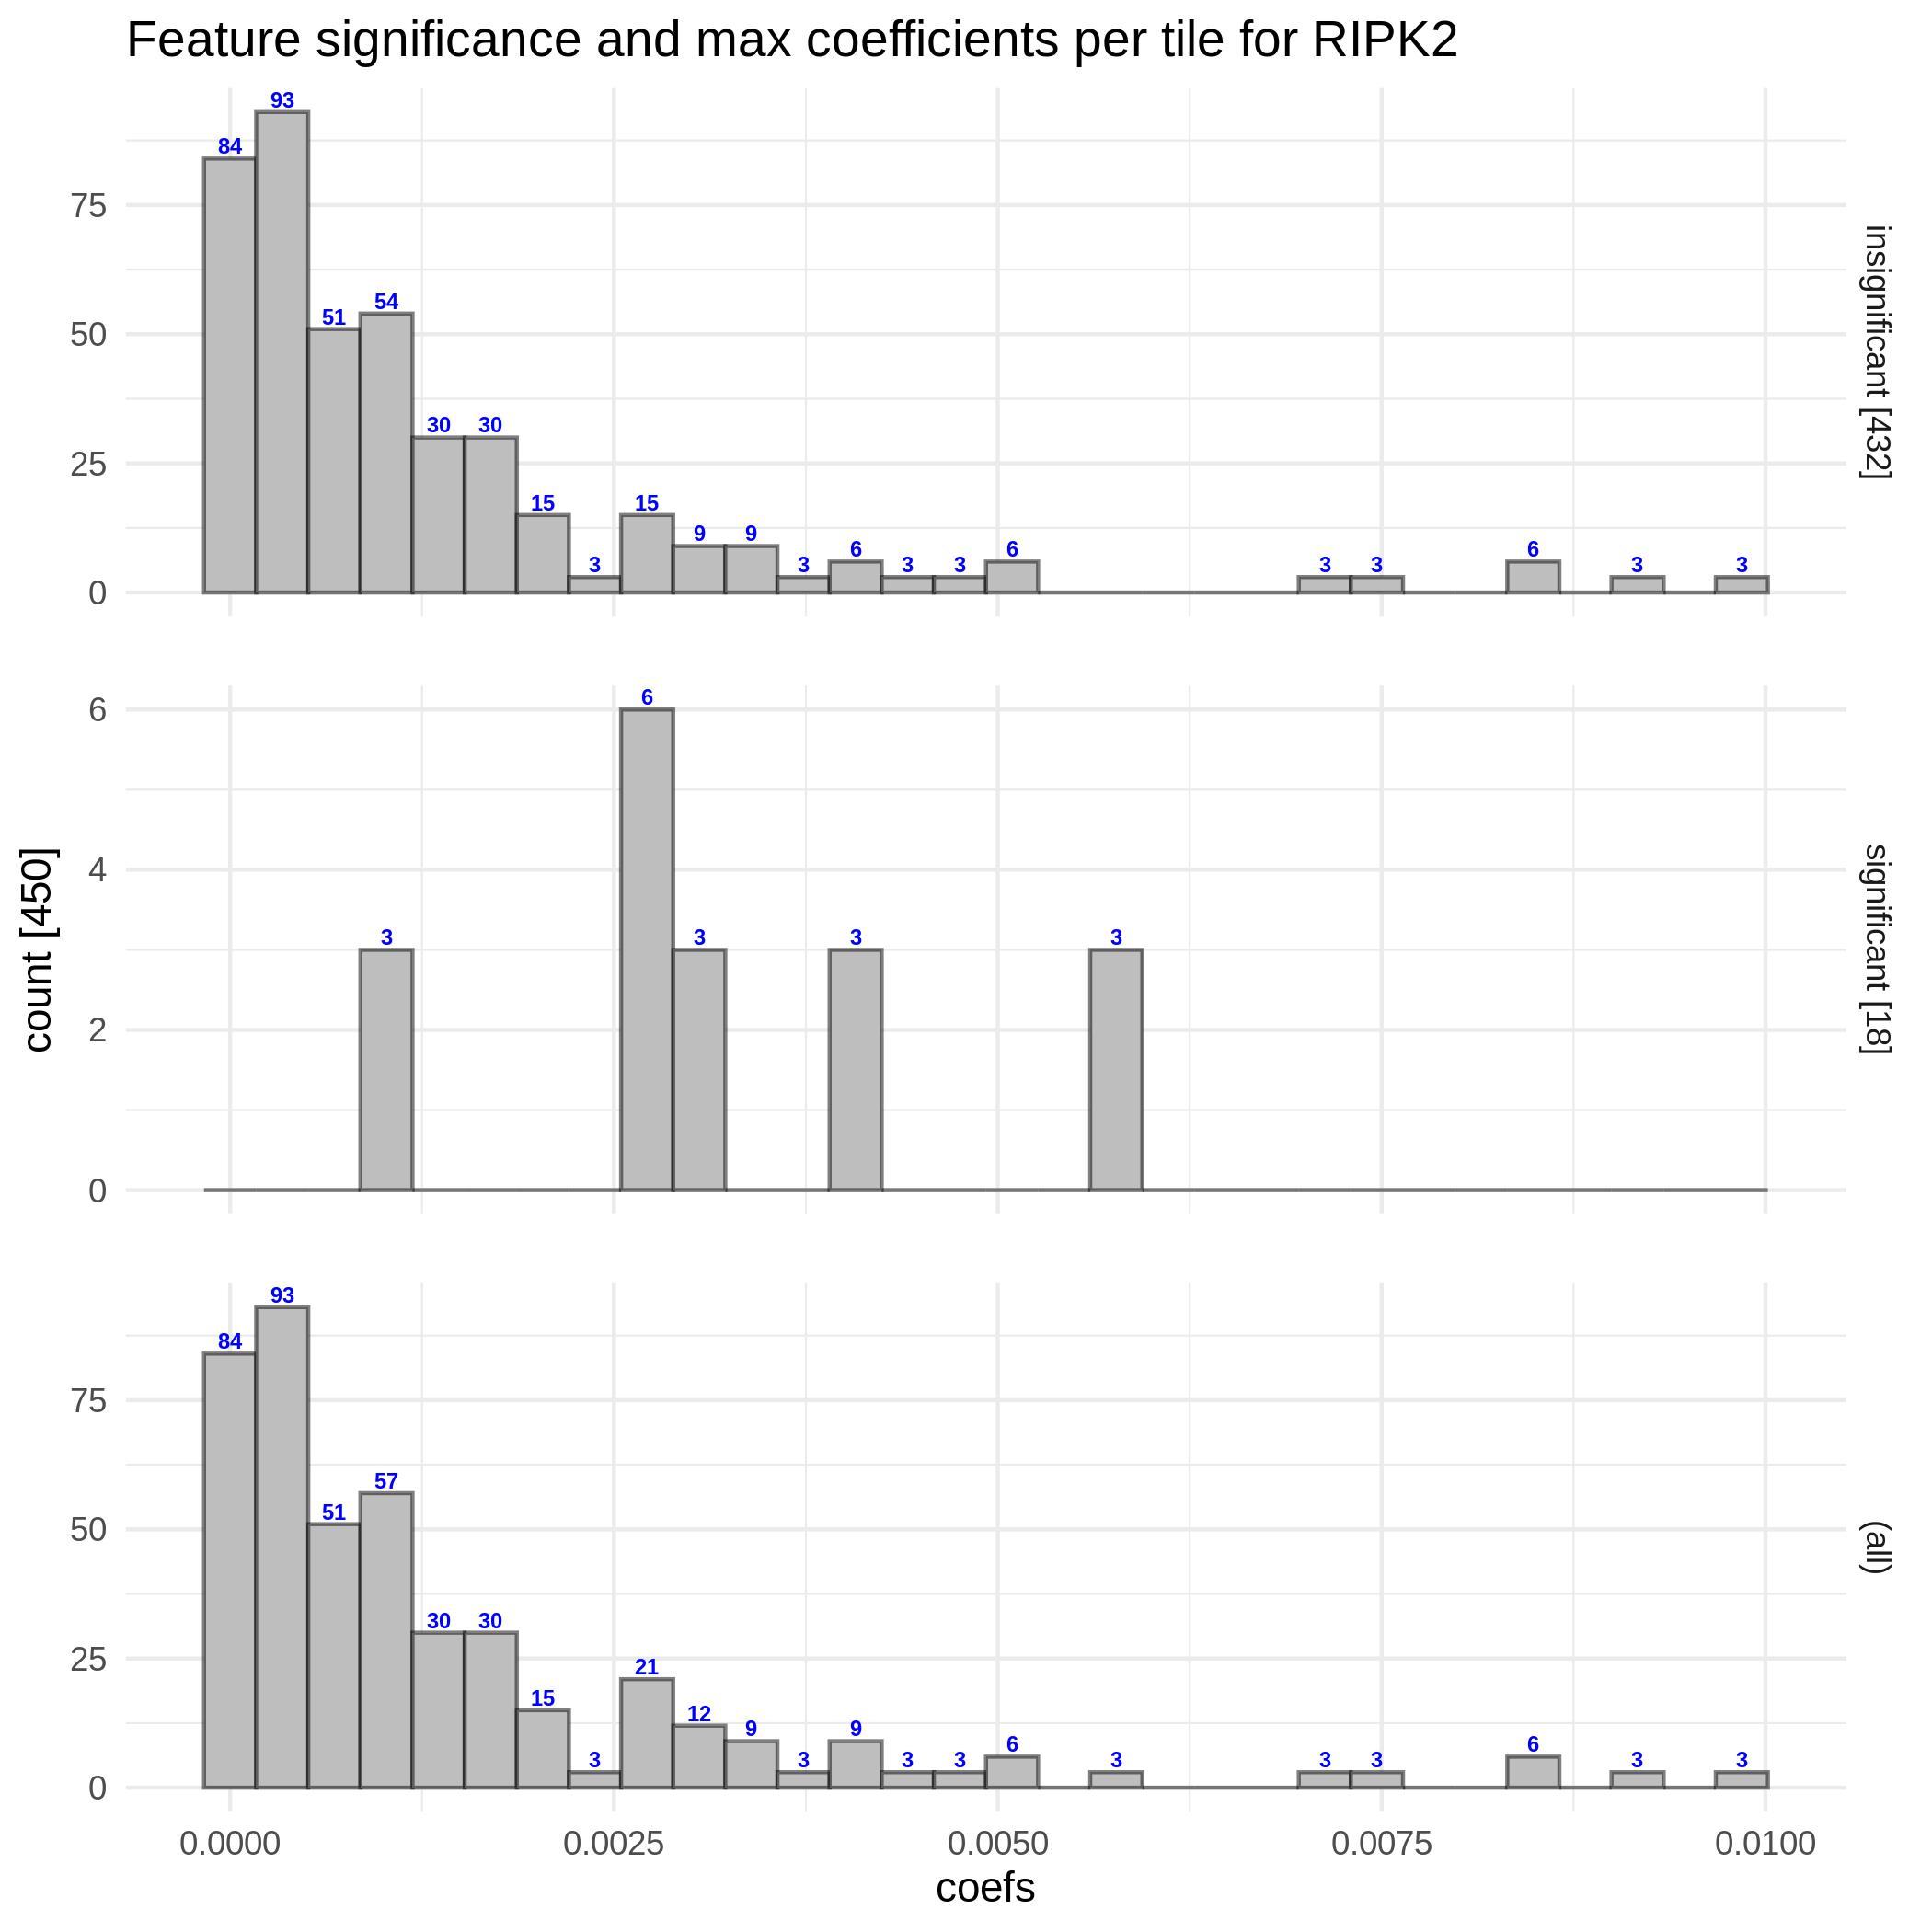 Feature significance and max coefficients per tile for RIPK2
84 93 51 54 30 30 15 3 15 9 9 3 6 3 3 6 3 3 6 3 3
75
50
25
0
insignificant [432]
6 3 3 3 3
6
4
2
0
significant [18]
count [450]
84 93 51 57 30 30 15 3 21 12 9 3 9 3 3 6 3 3 3 6 3 3
75
50
25
0
(all)
0.0000 0.0025 0.0050 0.0075 0.0100
coefs